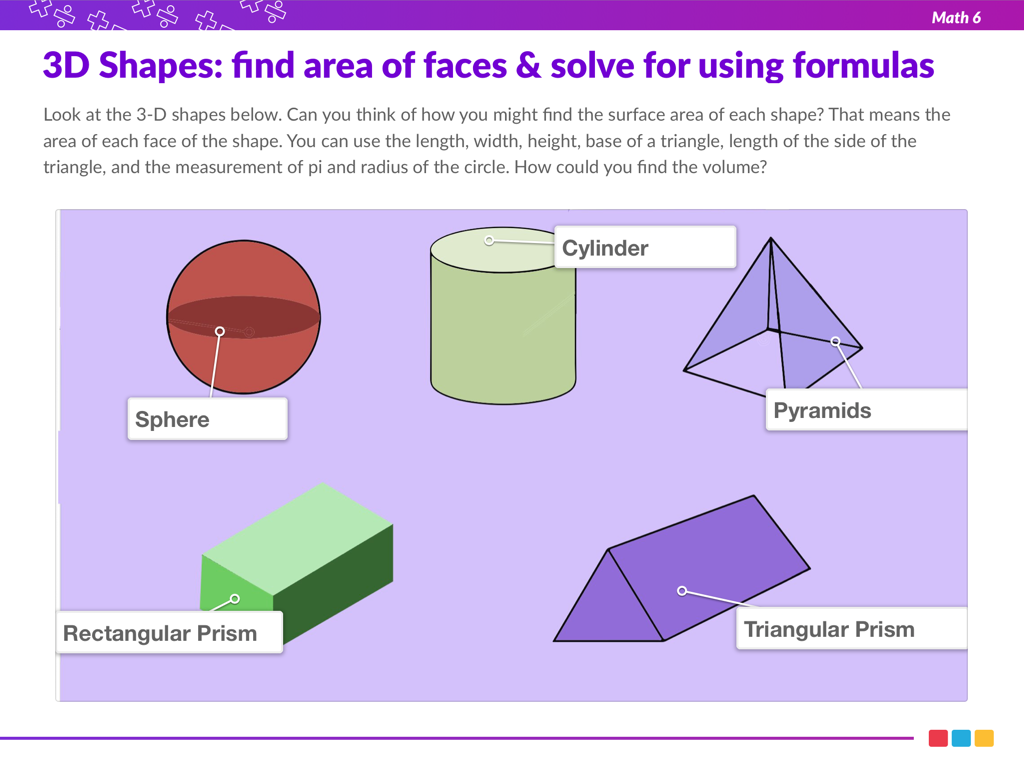 Math 6
3D Shapes: find area of faces & solve for using formulas
Look at the 3-D shapes below. Can you think of how you might find the surface area of each shape? That means the
area of each face of the shape. You can use the length, width, height, base of a triangle, length of the side of the
triangle, and the measurement of pi and radius of the circle. How could you find the volume?
Cylinder
Sphere
Pyramids
Rectangular Prism
Triangular Prism